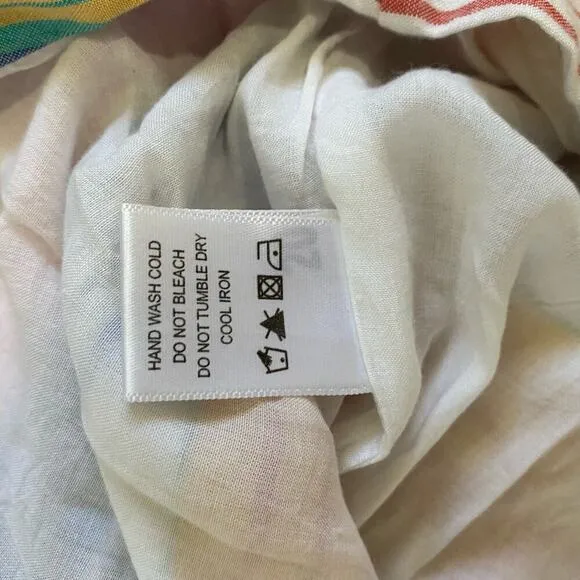 HAND WASH COLD
DO NOT BLEACH
DO NOT TUMBLE DRY
COOL IRON